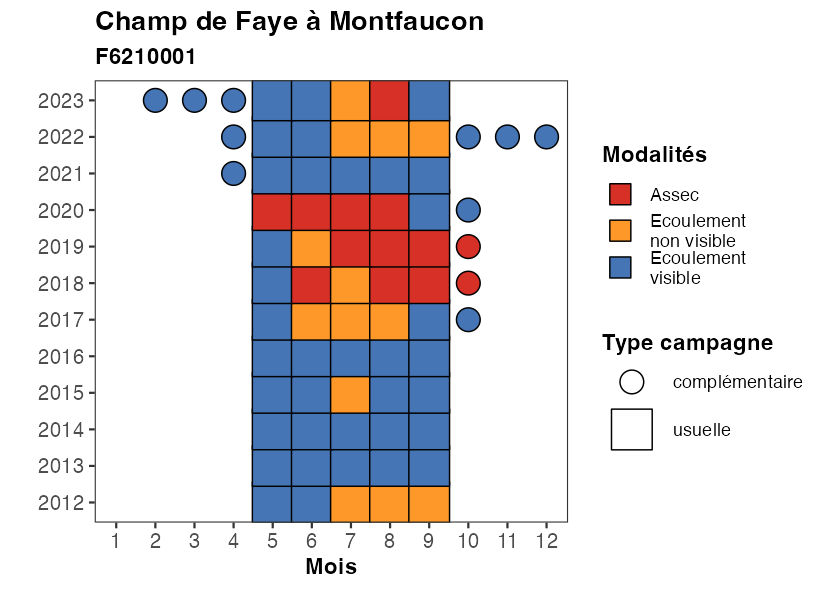 Champ de Faye à Montfaucon
F6210001
2023
2022
2021
2020
2019
2018
2017
2016
2015
2014
2013
2012
1 2 3 4 5 6 7 8 9 10 11 12
Mois
Modalités
Assec
Ecoulement
non visible
Ecoulement
visible
Type campagne
complémentaire
usuelle